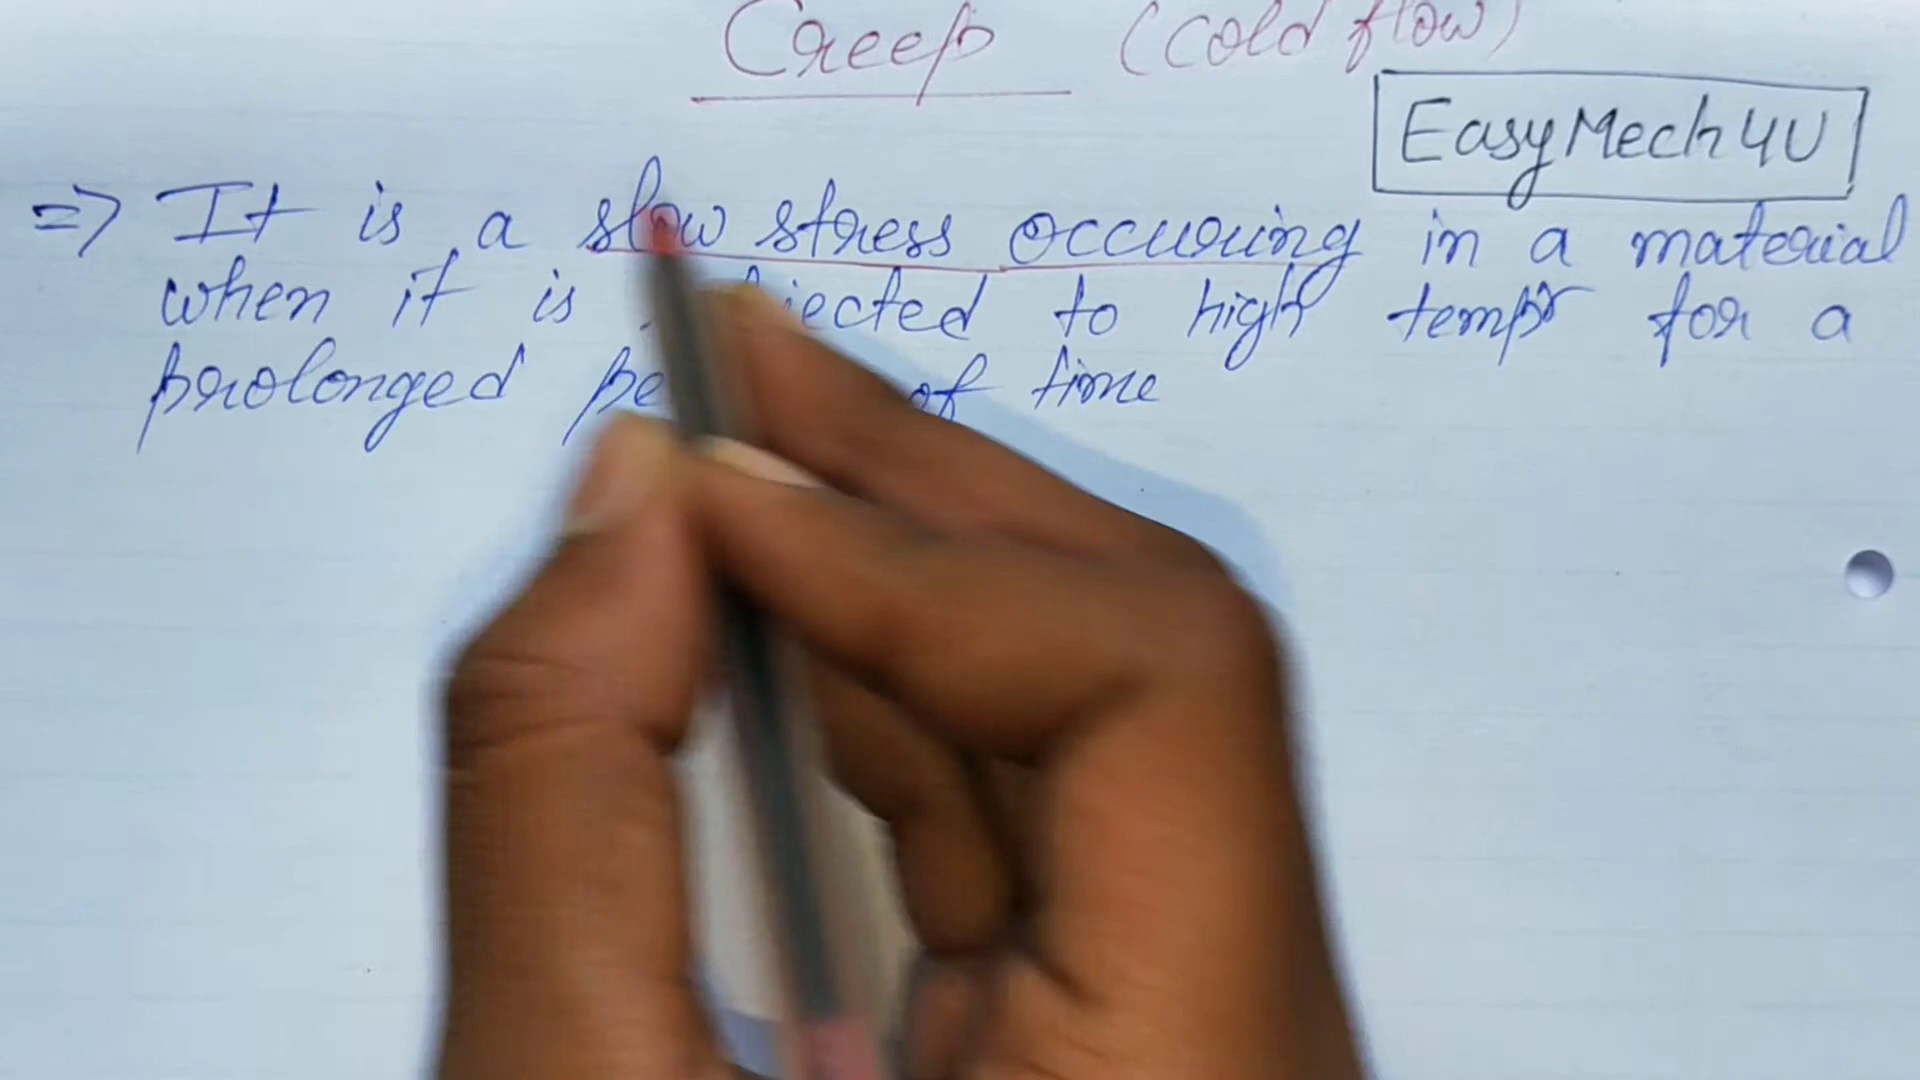 Creep (cold flow)
EasyMech4U
=> It is a slow stress occuring in a material
when it is to high tempr for a
prolonged of time